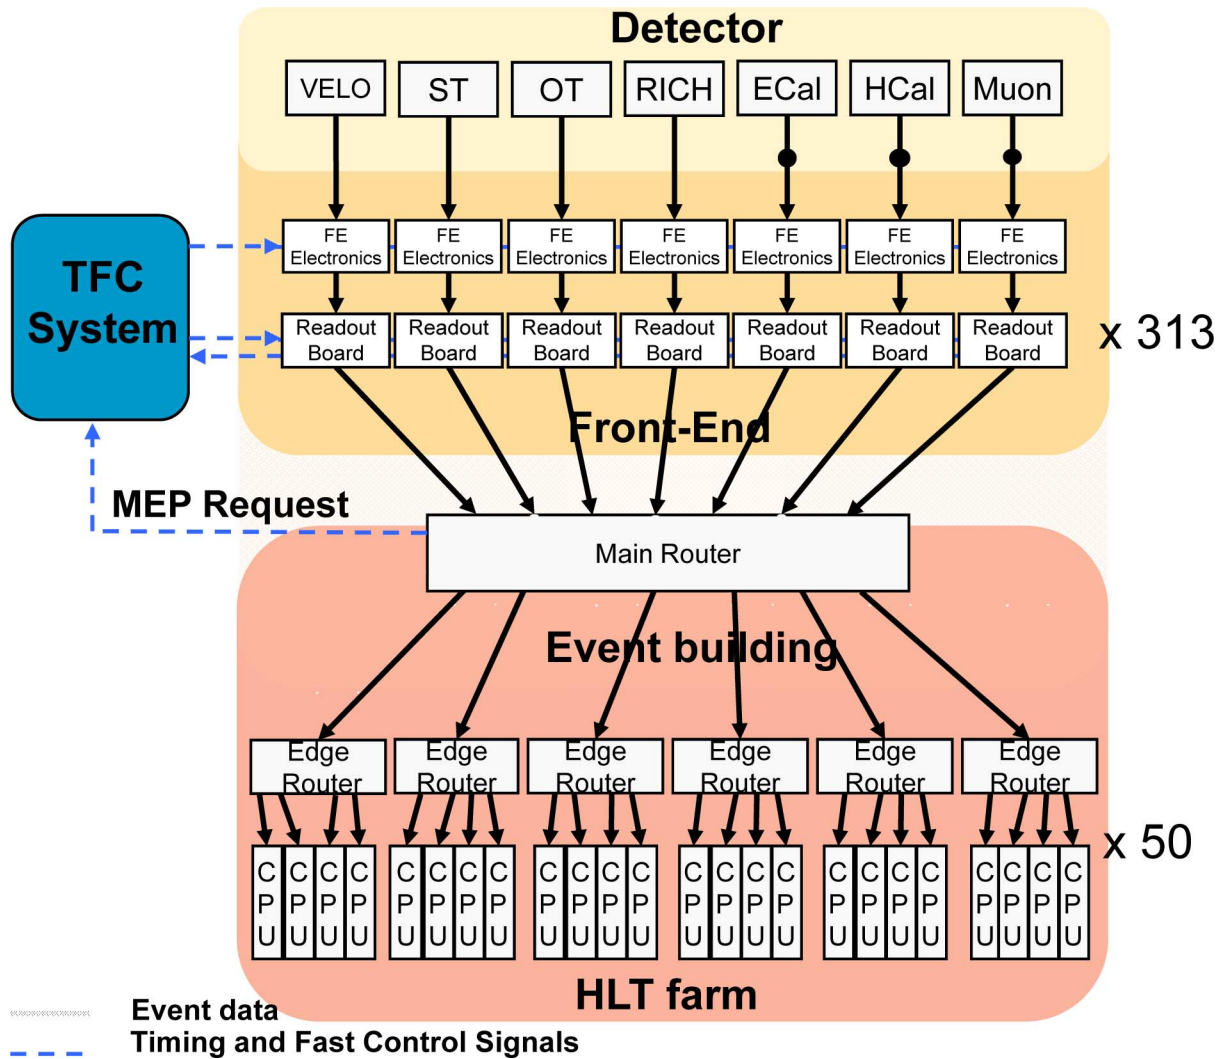 Detector
VELO ST OT RICH ECal HCal Muon
FE FE FE FE FE FE FE
Electronics Electronics Electronics Electronics Electronics Electronics Electronics
TFC
System
Readout Readout Readout Readout Readout Readout Readout
Board Board Board Board Board Board Board
x 313
Front-End
MEP Request
Main Router
Event building
Edge Edge Edge Edge Edge Edge
Router Router Router Router Router Router
x 50
C C C C C C C C C C C C C C C C C C C C C C C C
P P P P P P P P P P P P P P P P P P P P P P P P
U U U U U U U U U U U U U U U U U U U U U U U U
HLT farm
Event data
Timing and Fast Control Signals